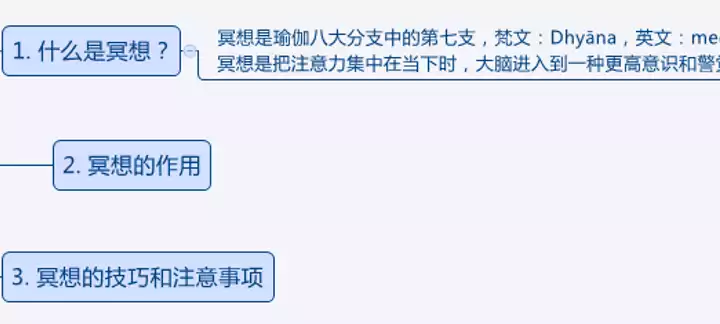 1. 什么是冥想？
冥想是瑜伽八大分支中的第七支，梵文：Dhyāna，英文：me
冥想是把注意力集中在当下时，大脑进入到一种更高意识和警
2. 冥想的作用
3. 冥想的技巧和注意事项